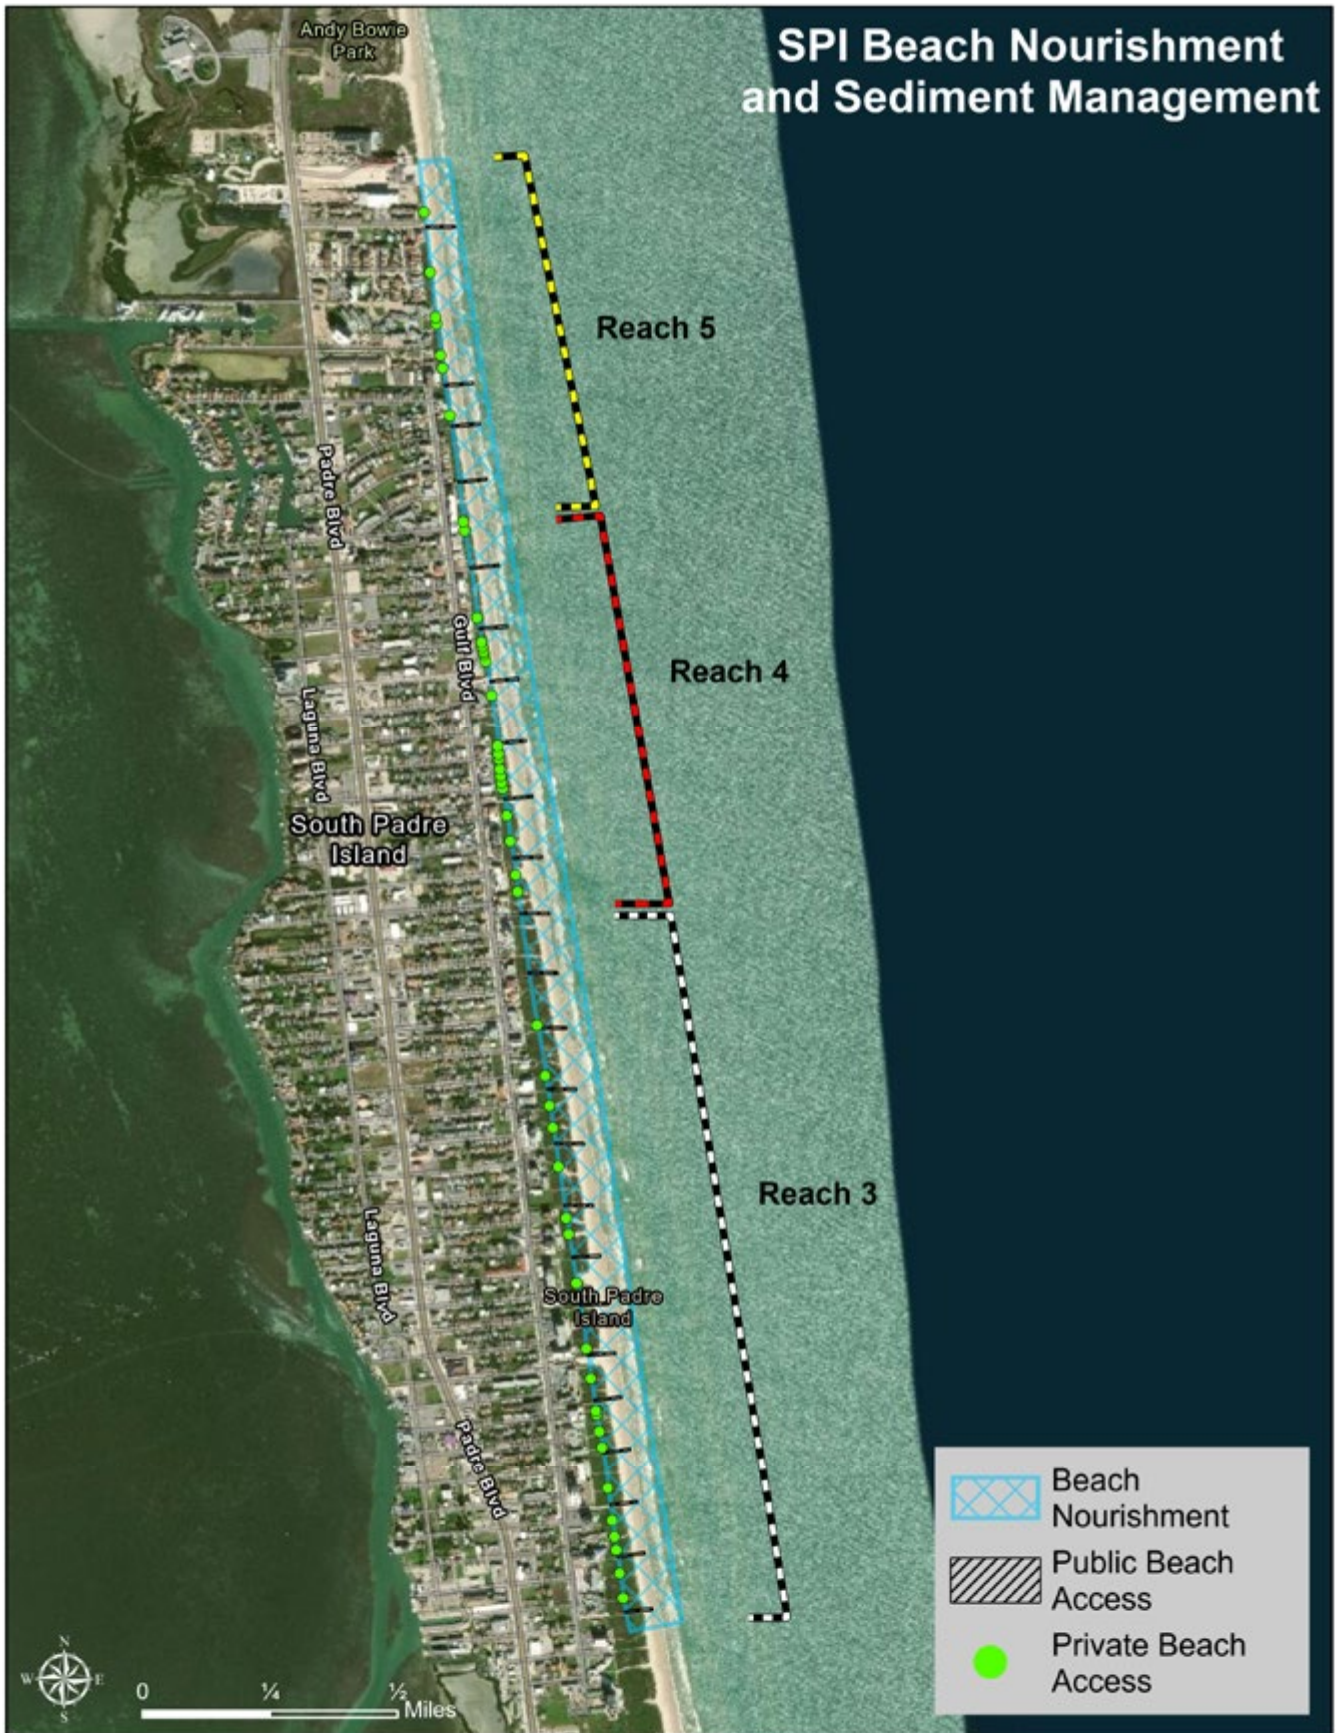 Andy Bowie
Park
SPI Beach Nourishment
and Sediment Management
Reach 5
Padre Blvd
Gulf Blvd
Reach 4
Laguna Blvd
South Padre
Island
Reach 3
Laguna Blvd
South Padre
Island
Padre Blvd
Beach
Nourishment
Public Beach
Access
Private Beach
Access
N
W E
S
0 ¼ ½
Miles